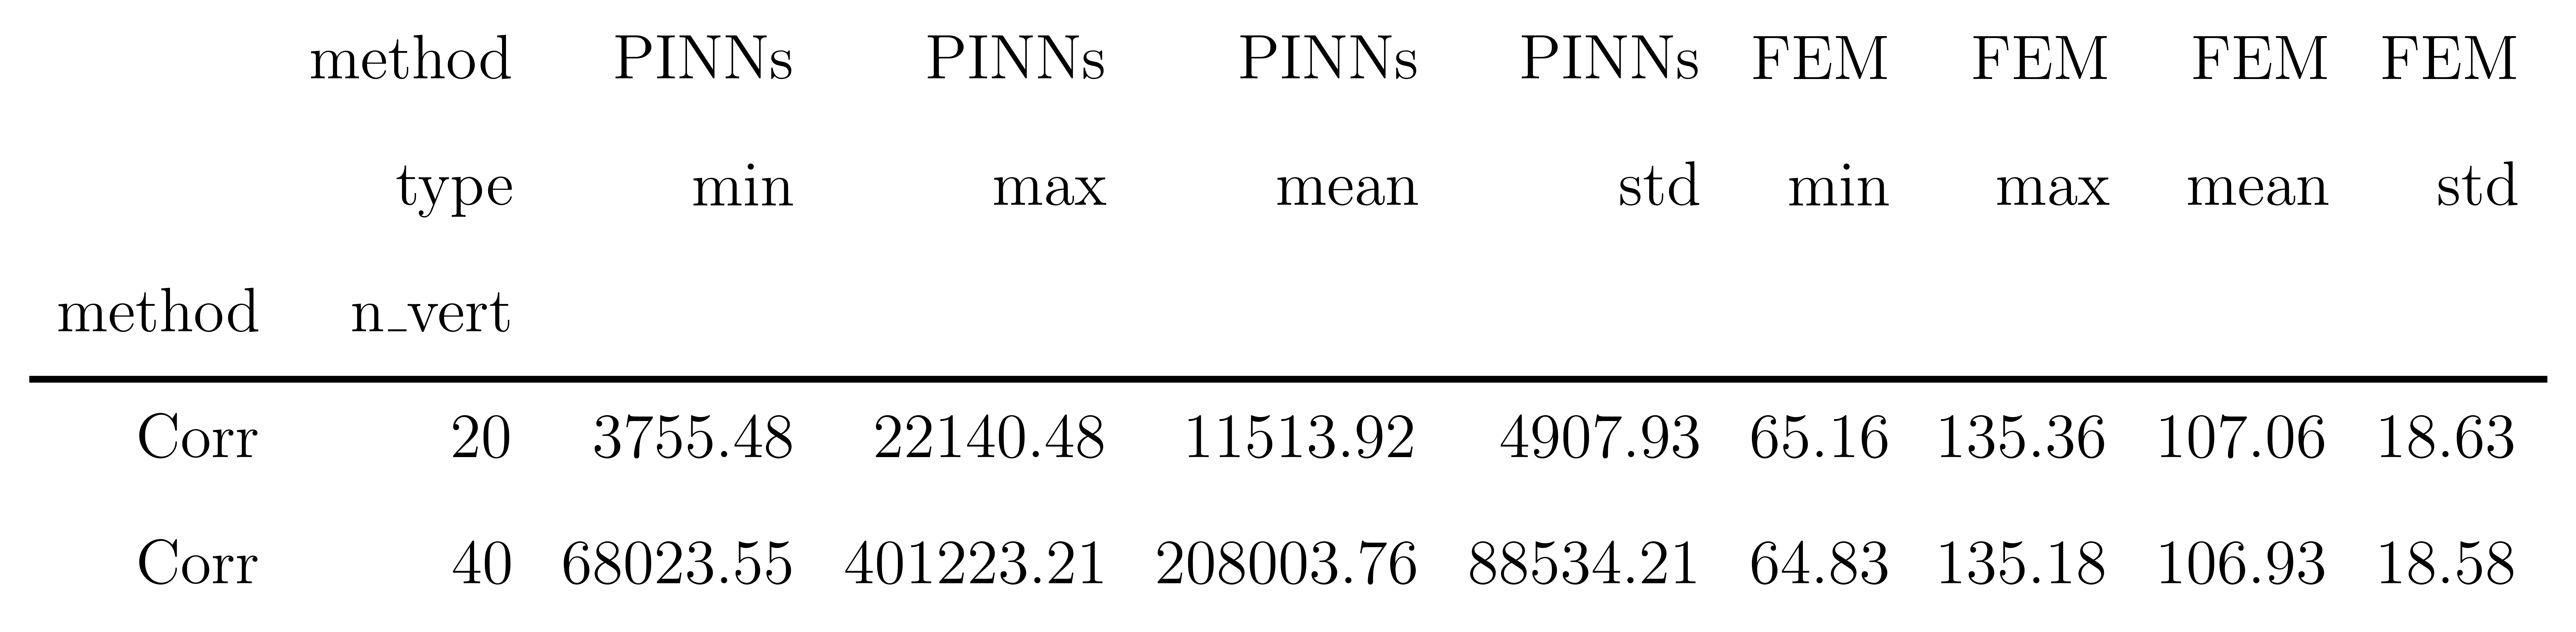 method PINNs PINNs PINNs PINNs FEM FEM FEM FEM
type min max mean std min max mean std
method n_vert
Corr 20 3755.48 22140.48 11513.92 4907.93 65.16 135.36 107.06 18.63
Corr 40 68023.55 401223.21 208003.76 88534.21 64.83 135.18 106.93 18.58